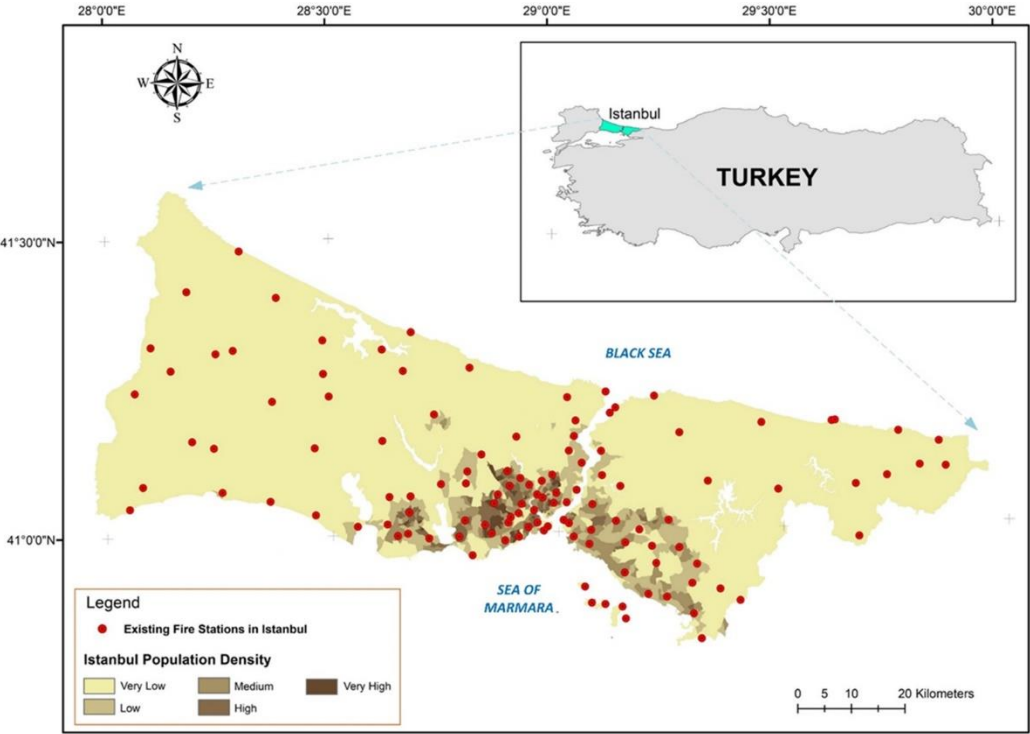 28°0'0"E 28°30'0"E 29°0'0"E 29°30'0"E 30°0'0"E
N
W E
S
Istanbul
TURKEY
41°30'0"N
BLACK SEA
41°0'0"N
SEA OF
MARMARA .
Legend
Existing Fire Stations in Istanbul
Istanbul Population Density
Very Low Medium Very High
Low High
0 5 10 20 Kilometers